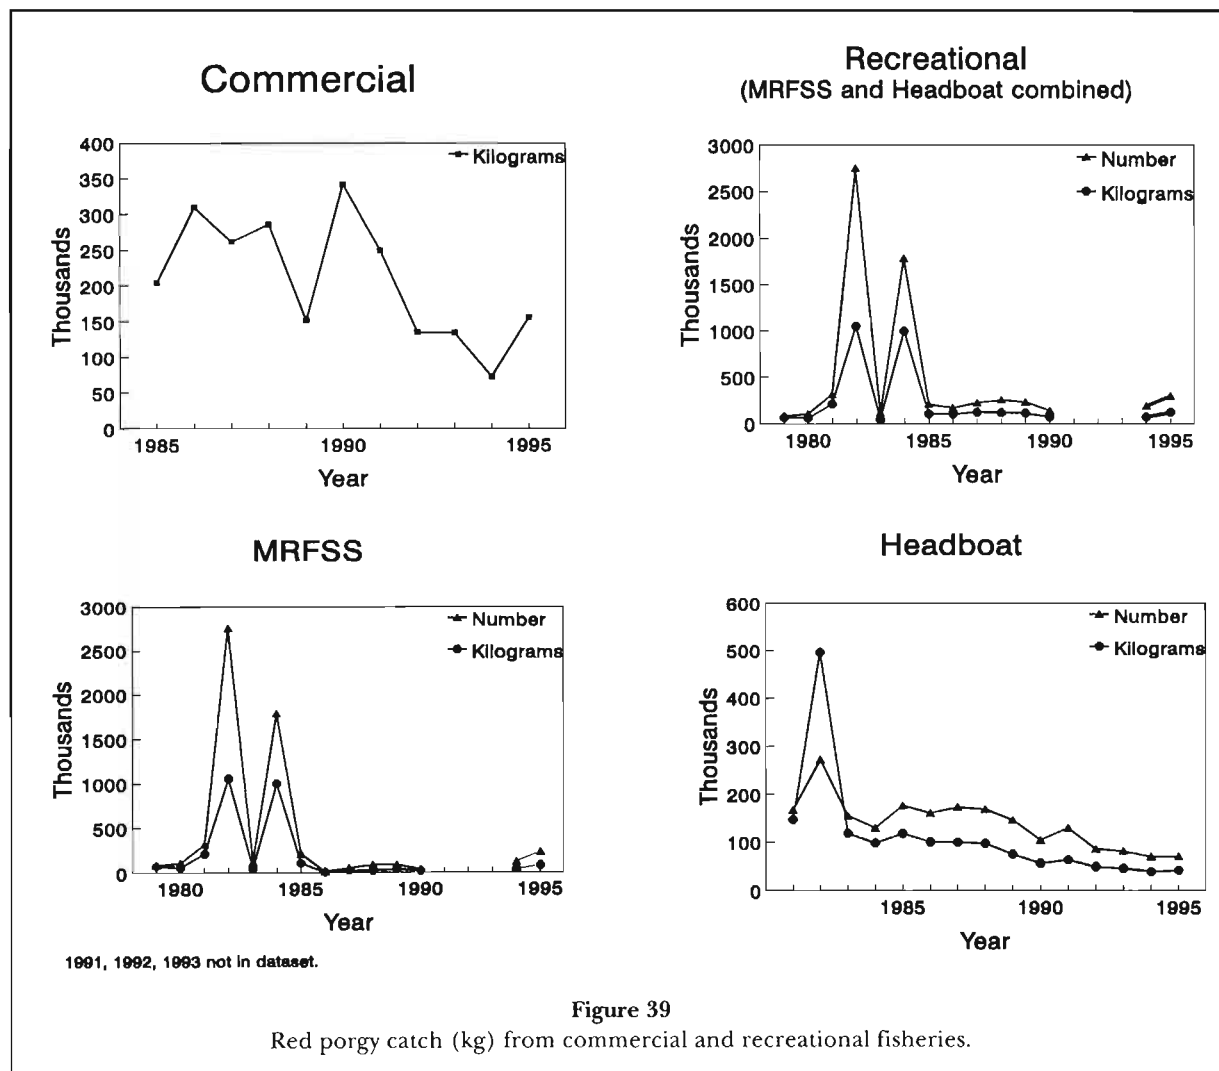 Commercial
400
350
300
250
200
150
100
50
0
Thousands
Kilograms
1985
1990
1995
Year
Recreational
(MRFSS and Headboat combined)
3000
2500
2000
1500
1000
500
0
Thousands
Number
Kilograms
1980
1985
1990
1995
Year
MRFSS
3000
2500
2000
1500
1000
500
0
Thousands
Number
Kilograms
1980
1985
1990
1995
Year
1991, 1992, 1993 not in dataset.
Headboat
600
500
400
300
200
100
0
Thousands
Number
Kilograms
1985
1990
1995
Year
Figure 39
Red porgy catch (kg) from commercial and recreational fisheries.